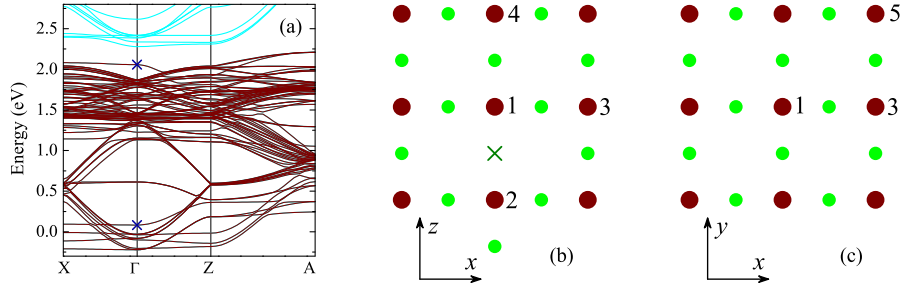 (a)
Energy (eV)
2.5
2.0
1.5
1.0
0.5
0.0
X Γ Z A
4
1 3
2
z
x
(b)
5
1 3
y
x
(c)